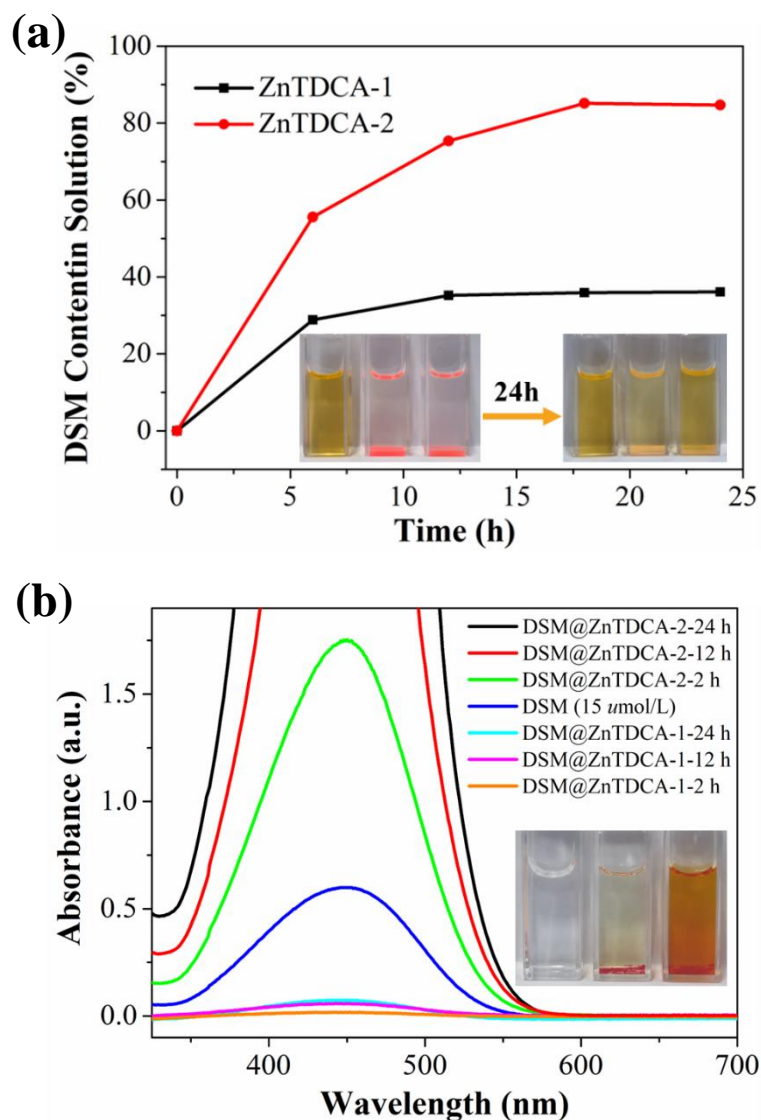 (a)
100
80
60
40
20
0
DSM Contentin Solution (%)
ZnTDCA-1
ZnTDCA-2
24h
0 5 10 15 20 25
Time (h)
(b)
1.5
1.0
0.5
0.0
Absorbance (a.u.)
DSM@ZnTDCA-2-24 h
DSM@ZnTDCA-2-12 h
DSM@ZnTDCA-2-2 h
DSM (15 umol/L)
DSM@ZnTDCA-1-24 h
DSM@ZnTDCA-1-12 h
DSM@ZnTDCA-1-2 h
400 500 600 700
Wavelength (nm)